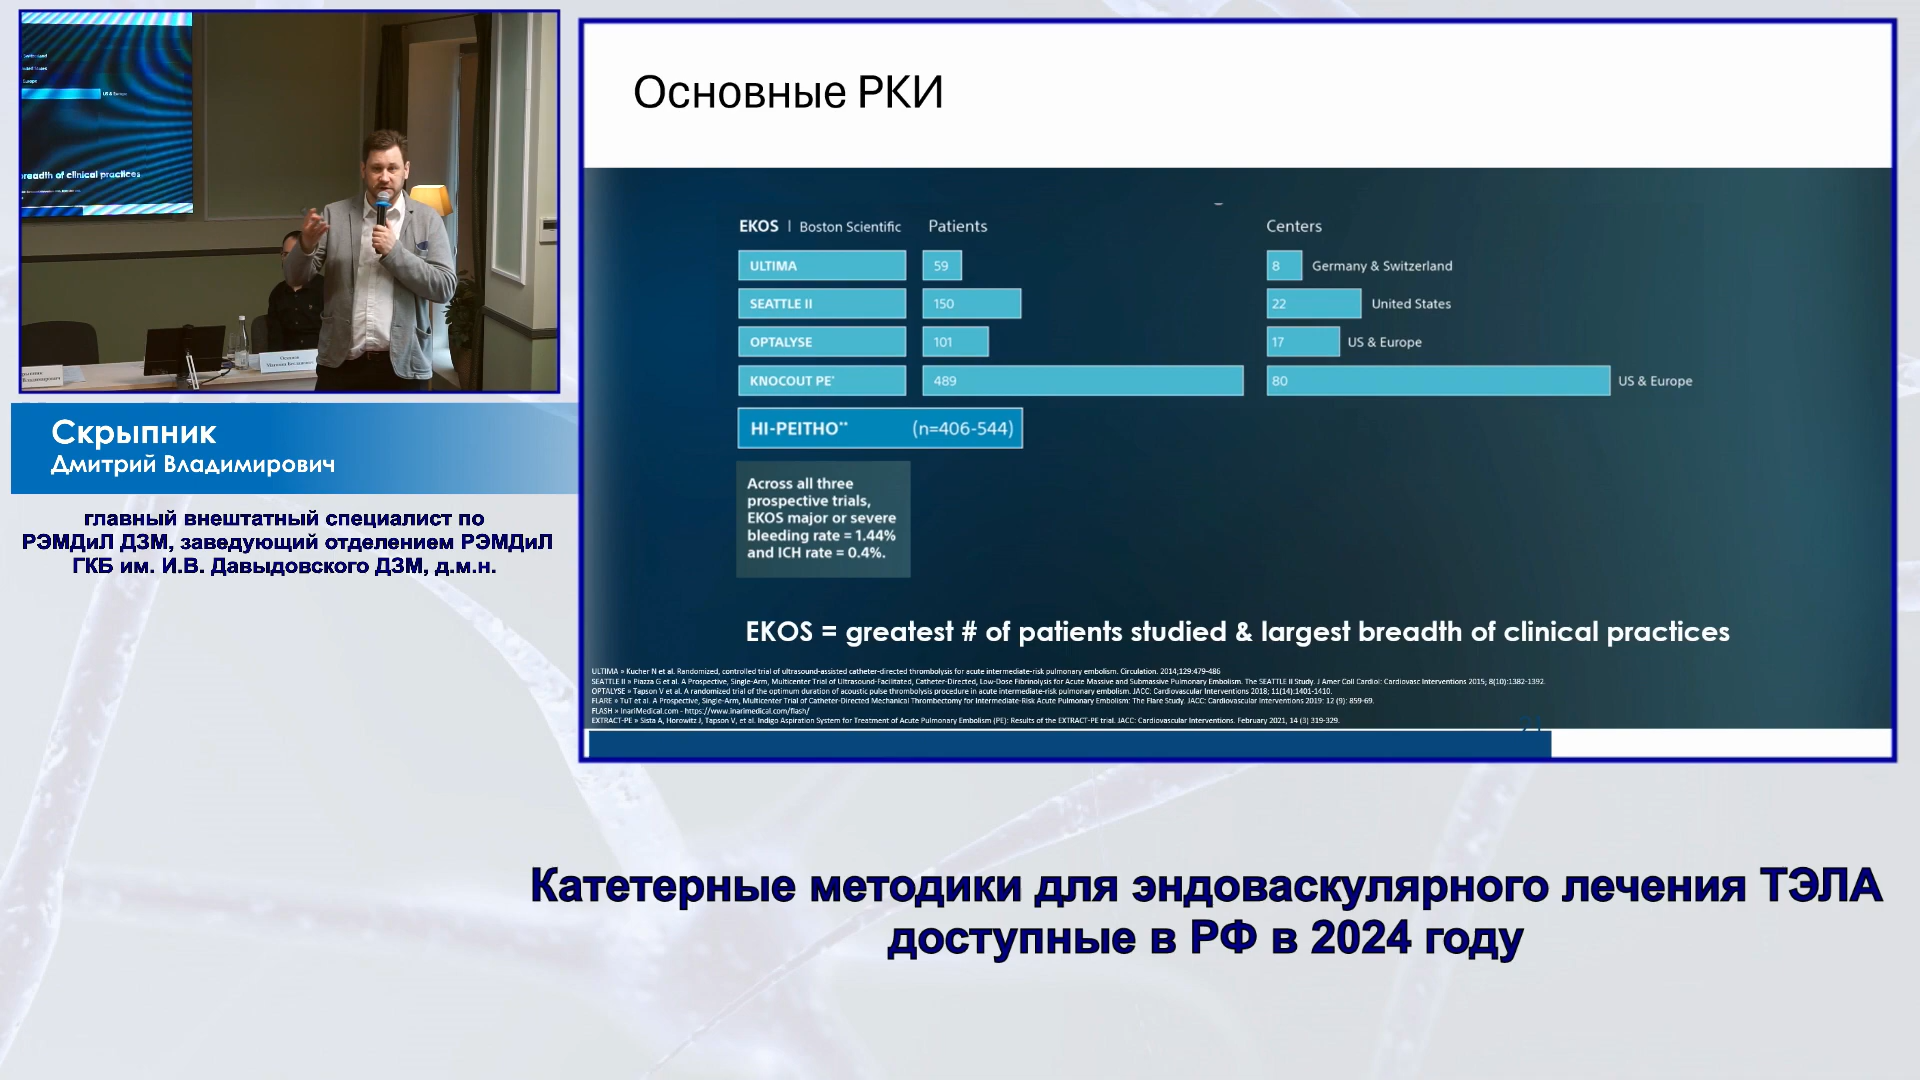 Switzerland
US & Europe
breadth of clinical practices
Скрыпник
Дмитрий Владимирович
главный внештатный специалист по
РЭМДиЛ ДЗМ, заведующий отделением РЭМДиЛ
ГКБ им. И.В. Давыдовского ДЗМ, д.м.н.
Основные РКИ
EKOS | Boston Scientific Patients Centers
ULTIMA 59 8 Germany & Switzerland
SEATTLE II 150 22 United States
OPTALYSE 101 17 US & Europe
KNOCOUT PE* 489 80 US & Europe
HI-PEITHO** (n=406-544)
Across all three
prospective trials,
EKOS major or severe
bleeding rate = 1.44%
and ICH rate = 0.4%.
EKOS = greatest # of patients studied & largest breadth of clinical practices
ULTIMA » Kucher N et al. Randomized, controlled trial of ultrasound-assisted catheter-directed thrombolysis for acute intermediate-risk pulmonary embolism. Circulation. 2014;129:479-486
SEATTLE II » Piazza G et al. A Prospective, Single-Arm, Multicenter Trial of Ultrasound-Facilitated, Catheter-Directed, Low-Dose Fibrinolysis for Acute Massive and Submassive Pulmonary Embolism. The SEATTLE II Study. J Amer Coll Cardiol: Cardiovasc Interventions 2015; 8(10):1382-1392.
OPTALYSE » Tapson V et al. A randomized trial of the optimum duration of acoustic pulse thrombolysis procedure in acute intermediate-risk pulmonary embolism. JACC: Cardiovascular Interventions 2018; 11(14):1401-1410.
FLARE » Tu T et al. A Prospective, Single-Arm, Multicenter Trial of Catheter-Directed Mechanical Thrombectomy for Intermediate-Risk Acute Pulmonary Embolism: The Flare Study. JACC: Cardiovascular Interventions 2019: 12 (9): 859-69.
FLASH » InariMedical.com - https://www.inarimedical.com/flash/
EXTRACT-PE » Sista A, Horowitz J, Tapson V, et al. Indigo Aspiration System for Treatment of Acute Pulmonary Embolism (PE): Results of the EXTRACT-PE trial. JACC: Cardiovascular Interventions. February 2021, 14 (3) 319-329.
21
Катетерные методики для эндоваскулярного лечения ТЭЛА
доступные в РФ в 2024 году